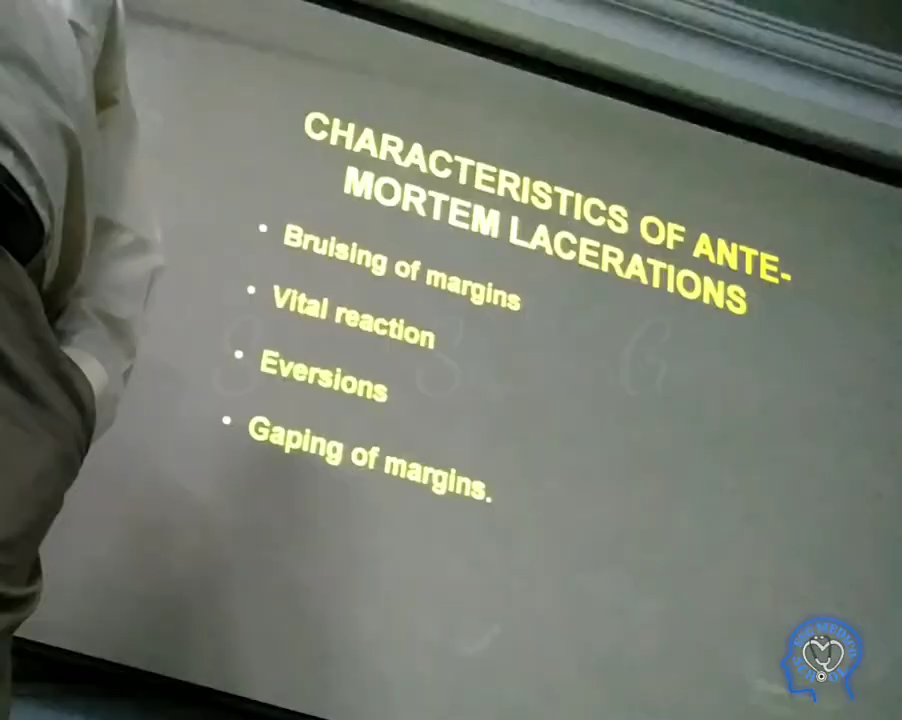 CHARACTERISTICS OF ANTE-
MORTEM LACERATIONS
• Bruising of margins
• Vital reaction
• Eversions
• Gaping of margins.